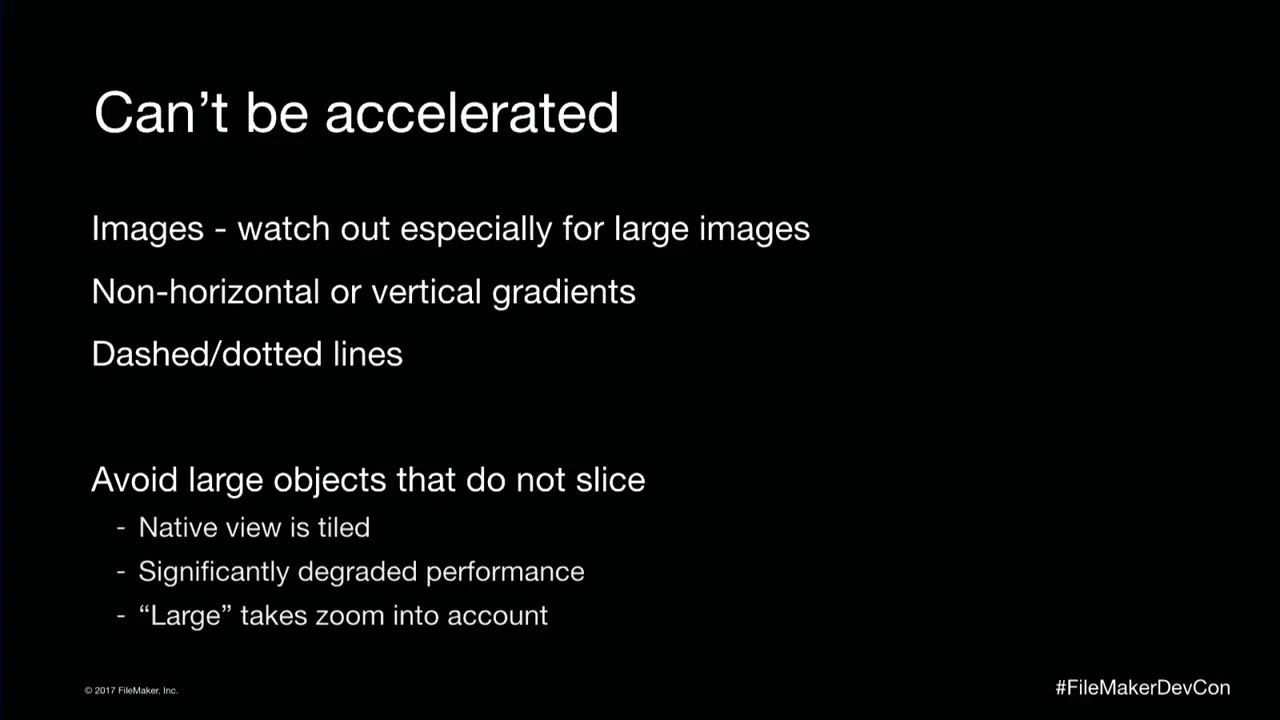 Can’t be accelerated
Images - watch out especially for large images
Non-horizontal or vertical gradients
Dashed/dotted lines
Avoid large objects that do not slice
- Native view is tiled
- Significantly degraded performance
- “Large” takes zoom into account
© 2017 FileMaker, Inc.
#FileMakerDevCon